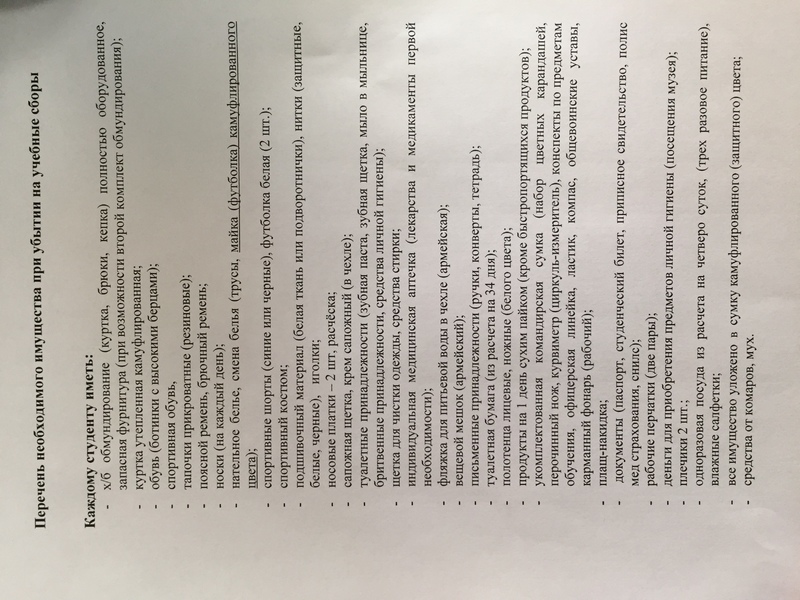 Перечень необходимого имущества при убытии на учебные сборы
Каждому студенту иметь:
- х/б обмундирование (куртка, брюки, кепка) полностью оборудованное,
запасная фурнитура (при возможности второй комплект обмундирования);
- куртка утепленная камуфлированная;
- обувь (ботинки с высокими берцами);
- спортивная обувь,
- тапочки прикроватные (резиновые);
- поясной ремень, брючной ремень;
- носки (на каждый день);
- нательное белье, смена белья (трусы, майка (футболка) камуфлированного
цвета);
- спортивные шорты (синие или черные), футболка белая (2 шт.);
- спортивный костюм;
- подшивочный материал (белая ткань или подворотнички), нитки (защитные,
белые, черные), иголки;
- носовые платки – 2 шт, расчёска;
- сапожная щетка, крем сапожный (в чехле);
- туалетные принадлежности (зубная паста, зубная щетка, мыло в мыльнице,
бритвенные принадлежности, средства личной гигиены);
- щетка для чистки одежды, средства стирки;
- индивидуальная медицинская аптечка (лекарства и медикаменты первой
необходимости);
- фляжка для питьевой воды в чехле (армейская);
- вещевой мешок (армейский);
- письменные принадлежности (ручки, конверты, тетрадь);
- туалетная бумага (из расчета на 34 дня);
- полотенца лицевые, ножные (белого цвета);
- продукты на 1 день сухим пайком (кроме быстропортящихся продуктов);
- укомплектованная командирская сумка (набор цветных карандашей,
перочинный нож, курвиметр (циркуль-измеритель), конспекты по предметам
обучения, офицерская линейка, ластик, компас, общевоинские уставы,
карманный фонарь (рабочий);
- плащ-накидка;
- документы (паспорт, студенческий билет, приписное свидетельство, полис
мед страхования, снилс);
- рабочие перчатки (две пары);
- деньги для приобретения предметов личной гигиены (посещения музея);
- плечики 2 шт.;
- одноразовая посуда из расчета на четверо суток, (трех разовое питание),
влажные салфетки;
- все имущество уложено в сумку камуфлированного (защитного) цвета;
- средства от комаров, мух.